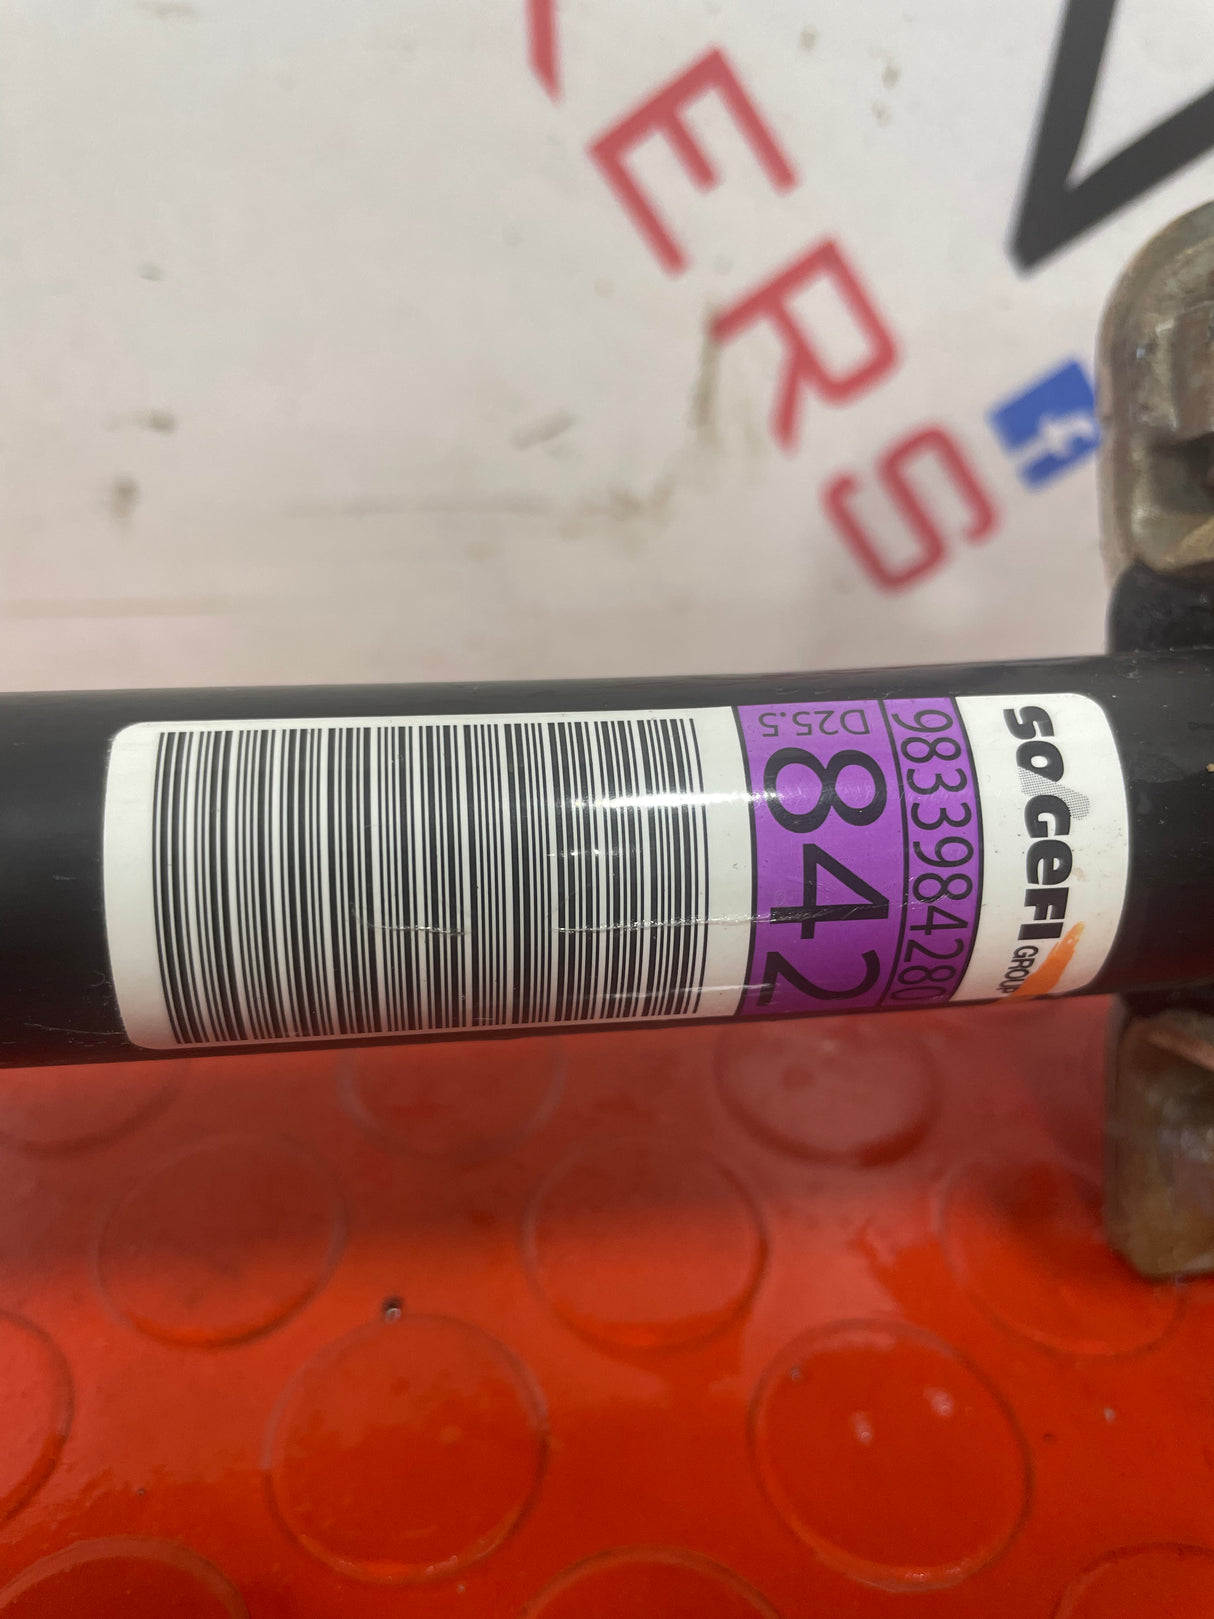 ERS
SOGEFI
GROUP
9833984280
D25.5 842